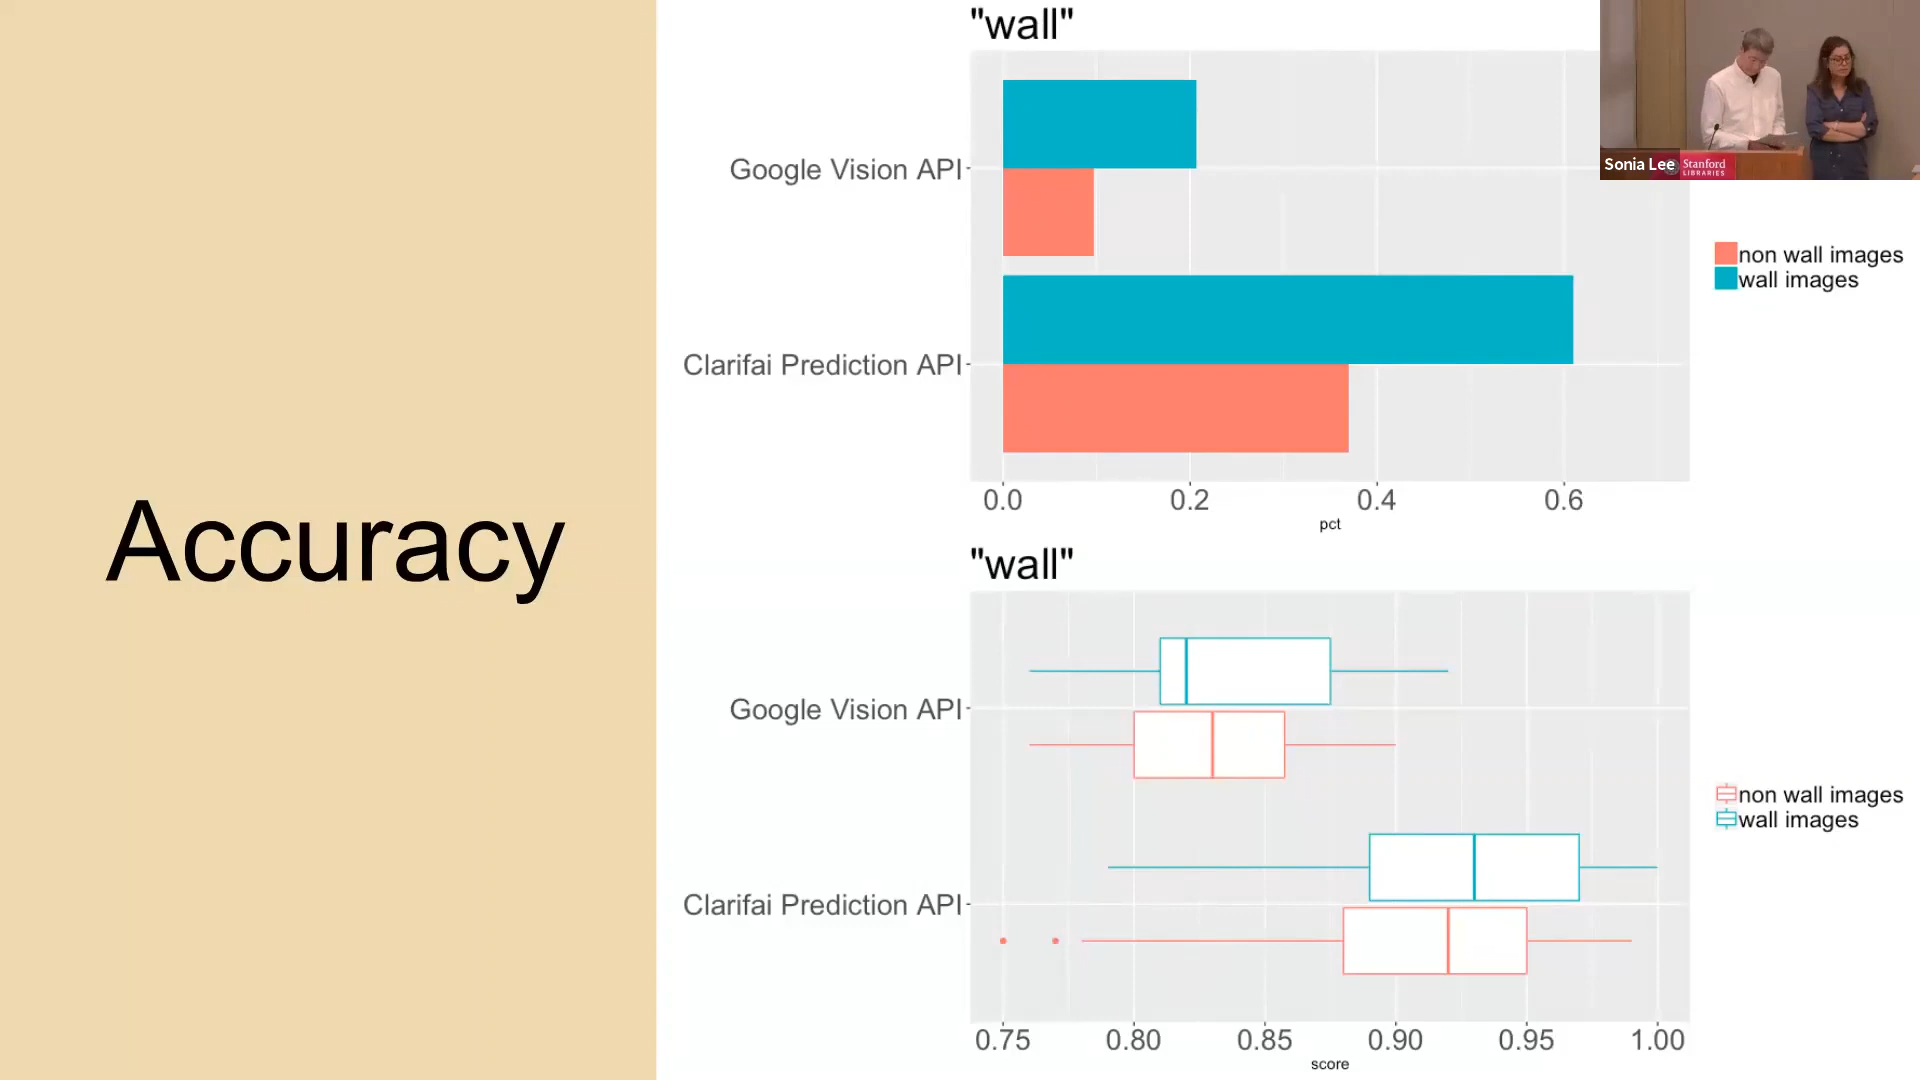 Accuracy
"wall"
Google Vision API
Clarifai Prediction API
0.0 0.2 0.4 0.6
pct
non wall images
wall images
"wall"
Google Vision API
Clarifai Prediction API
0.75 0.80 0.85 0.90 0.95 1.00
score
non wall images
wall images
Sonia Lee
Stanford
LIBRARIES